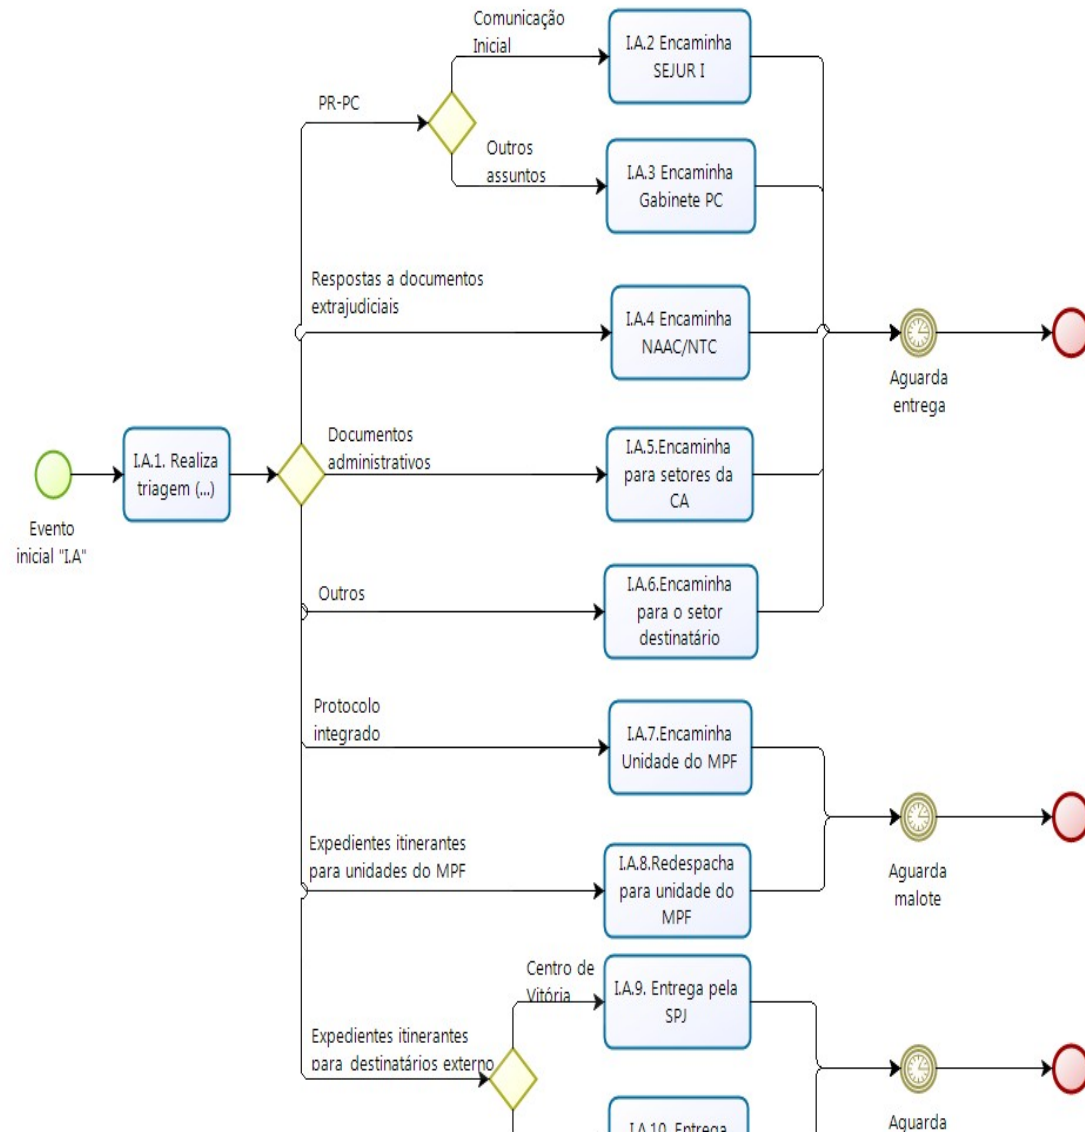 Comunicação
Inicial
I.A.2 Encaminha
SEJUR I
PR-PC
Outros
assuntos
I.A.3 Encaminha
Gabinete PC
Respostas a documentos
extrajudiciais
I.A.4 Encaminha
NAAC/NTC
Aguarda
entrega
Documentos
administrativos
I.A.5.Encaminha
para setores da
CA
I.A.1. Realiza
triagem (...)
Evento
inicial "I.A"
Outros
I.A.6.Encaminha
para o setor
destinatário
Protocolo
integrado
I.A.7.Encaminha
Unidade do MPF
Expedientes itinerantes
para unidades do MPF
I.A.8.Redespacha
para unidade do
MPF
Aguarda
malote
Centro de
Vitória
I.A.9. Entrega pela
SPJ
Expedientes itinerantes
para destinatários externo
I.A.10. Entrega
Aguarda